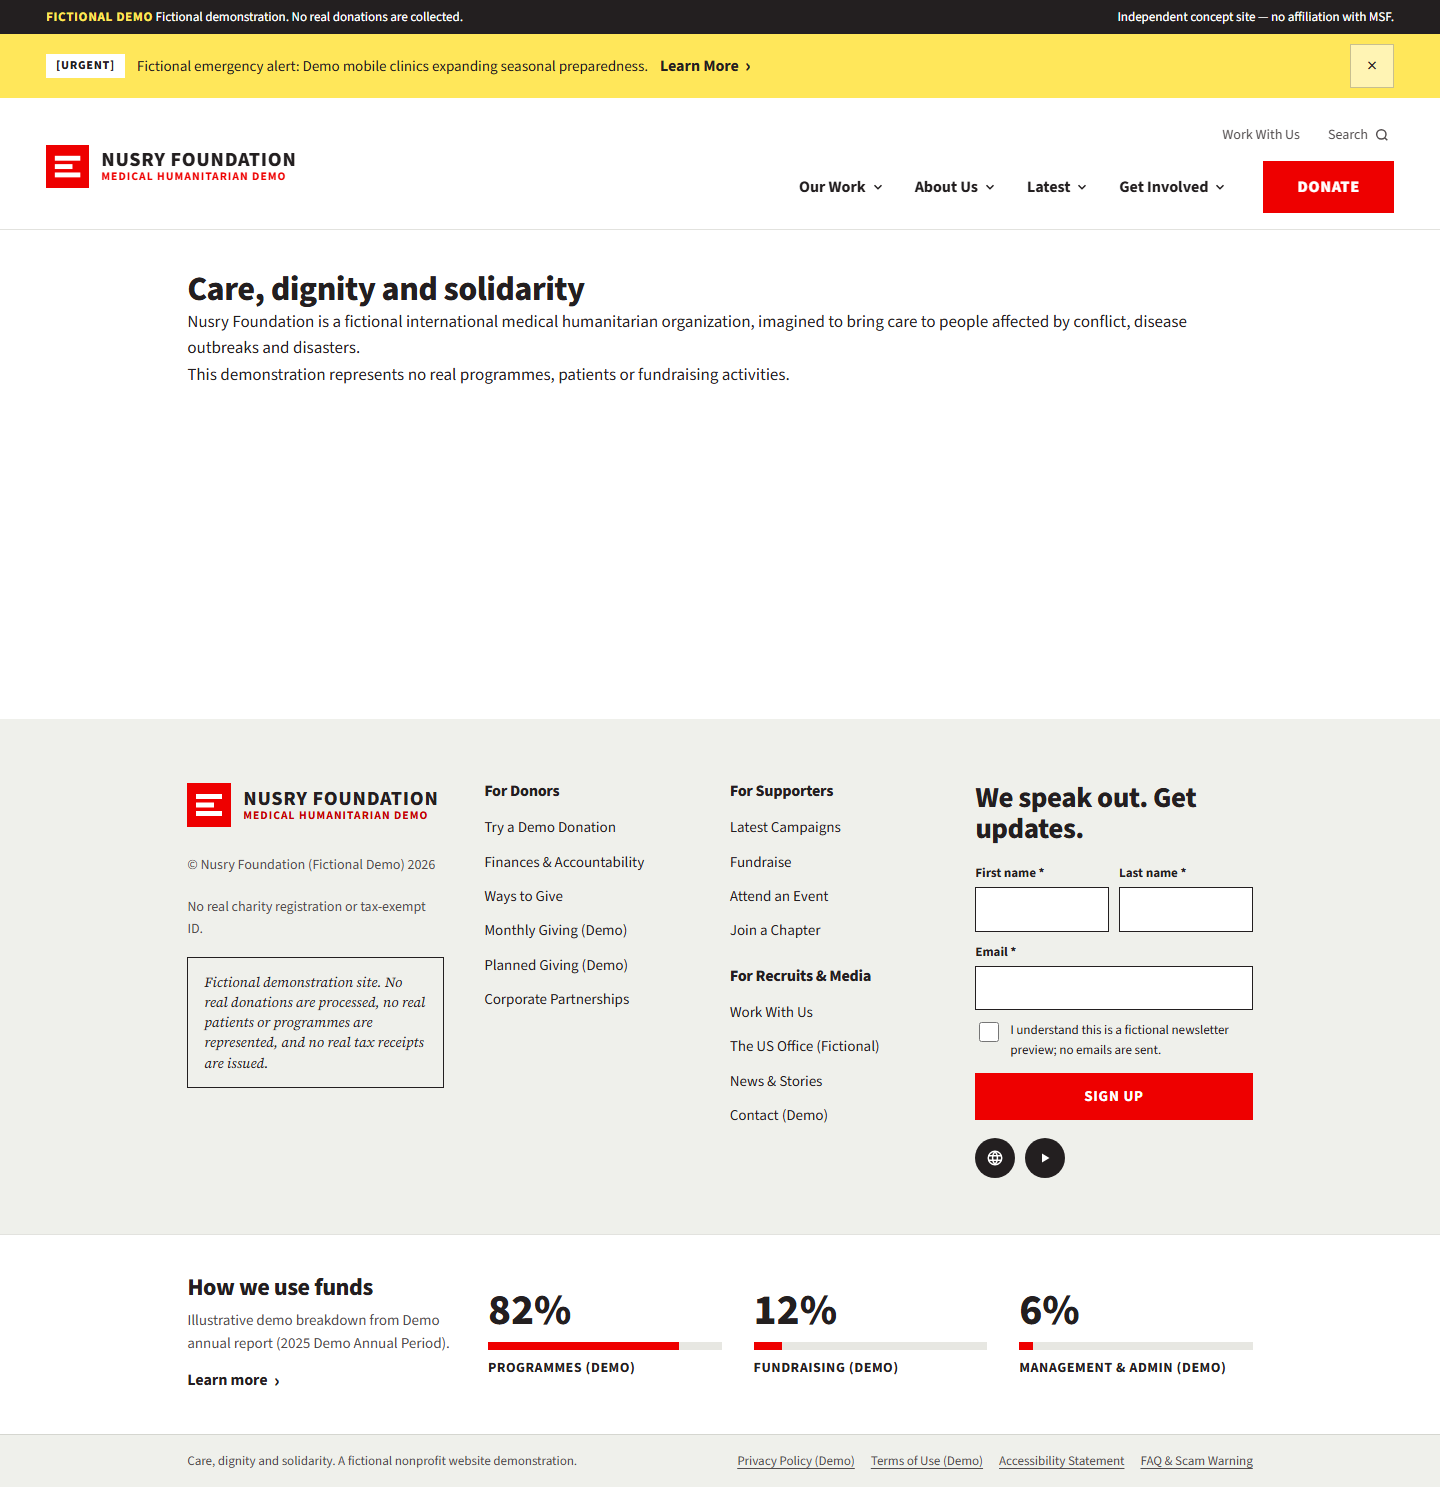 FICTIONAL DEMO Fictional demonstration. No real donations are collected.
Independent concept site — no affiliation with MSF.
[URGENT] Fictional emergency alert: Demo mobile clinics expanding seasonal preparedness. Learn More ›
×
Work With Us
Search
NUSRY FOUNDATION
MEDICAL HUMANITARIAN DEMO
Our Work
About Us
Latest
Get Involved
DONATE
Care, dignity and solidarity
Nusry Foundation is a fictional international medical humanitarian organization, imagined to bring care to people affected by conflict, disease
outbreaks and disasters.
This demonstration represents no real programmes, patients or fundraising activities.
NUSRY FOUNDATION
MEDICAL HUMANITARIAN DEMO
© Nusry Foundation (Fictional Demo) 2026
No real charity registration or tax-exempt
ID.
Fictional demonstration site. No
real donations are processed, no real
patients or programmes are
represented, and no real tax receipts
are issued.
For Donors
Try a Demo Donation
Finances & Accountability
Ways to Give
Monthly Giving (Demo)
Planned Giving (Demo)
Corporate Partnerships
For Supporters
Latest Campaigns
Fundraise
Attend an Event
Join a Chapter
For Recruits & Media
Work With Us
The US Office (Fictional)
News & Stories
Contact (Demo)
We speak out. Get
updates.
First name *
Last name *
Email *
I understand this is a fictional newsletter
preview; no emails are sent.
SIGN UP
How we use funds
Illustrative demo breakdown from Demo
annual report (2025 Demo Annual Period).
Learn more ›
82%
PROGRAMMES (DEMO)
12%
FUNDRAISING (DEMO)
6%
MANAGEMENT & ADMIN (DEMO)
Care, dignity and solidarity. A fictional nonprofit website demonstration.
Privacy Policy (Demo)
Terms of Use (Demo)
Accessibility Statement
FAQ & Scam Warning